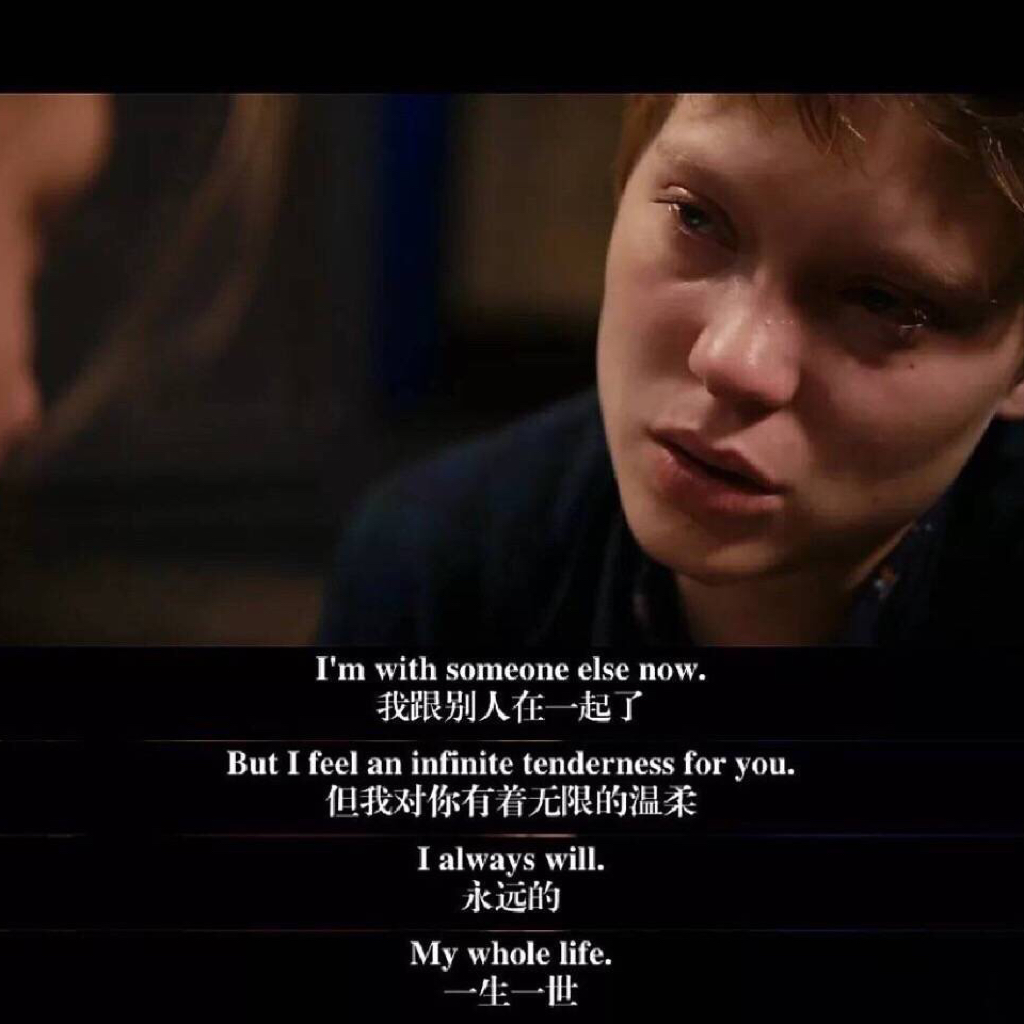 I'm with someone else now.
我跟别人在一起了
But I feel an infinite tenderness for you.
但我对你有着无限的温柔
I always will.
永远的
My whole life.
一生一世